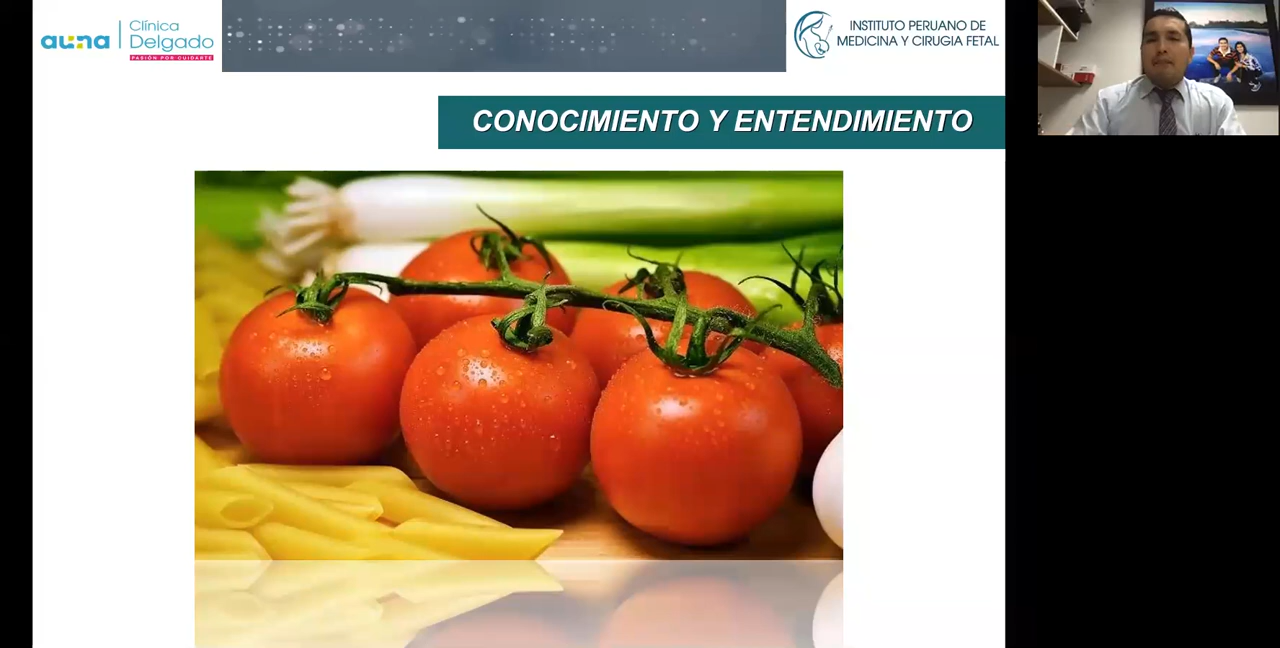 auna
Clínica
Delgado
PASIÓN POR CUIDARTE
INSTITUTO PERUANO DE
MEDICINA Y CIRUGIA FETAL
CONOCIMIENTO Y ENTENDIMIENTO